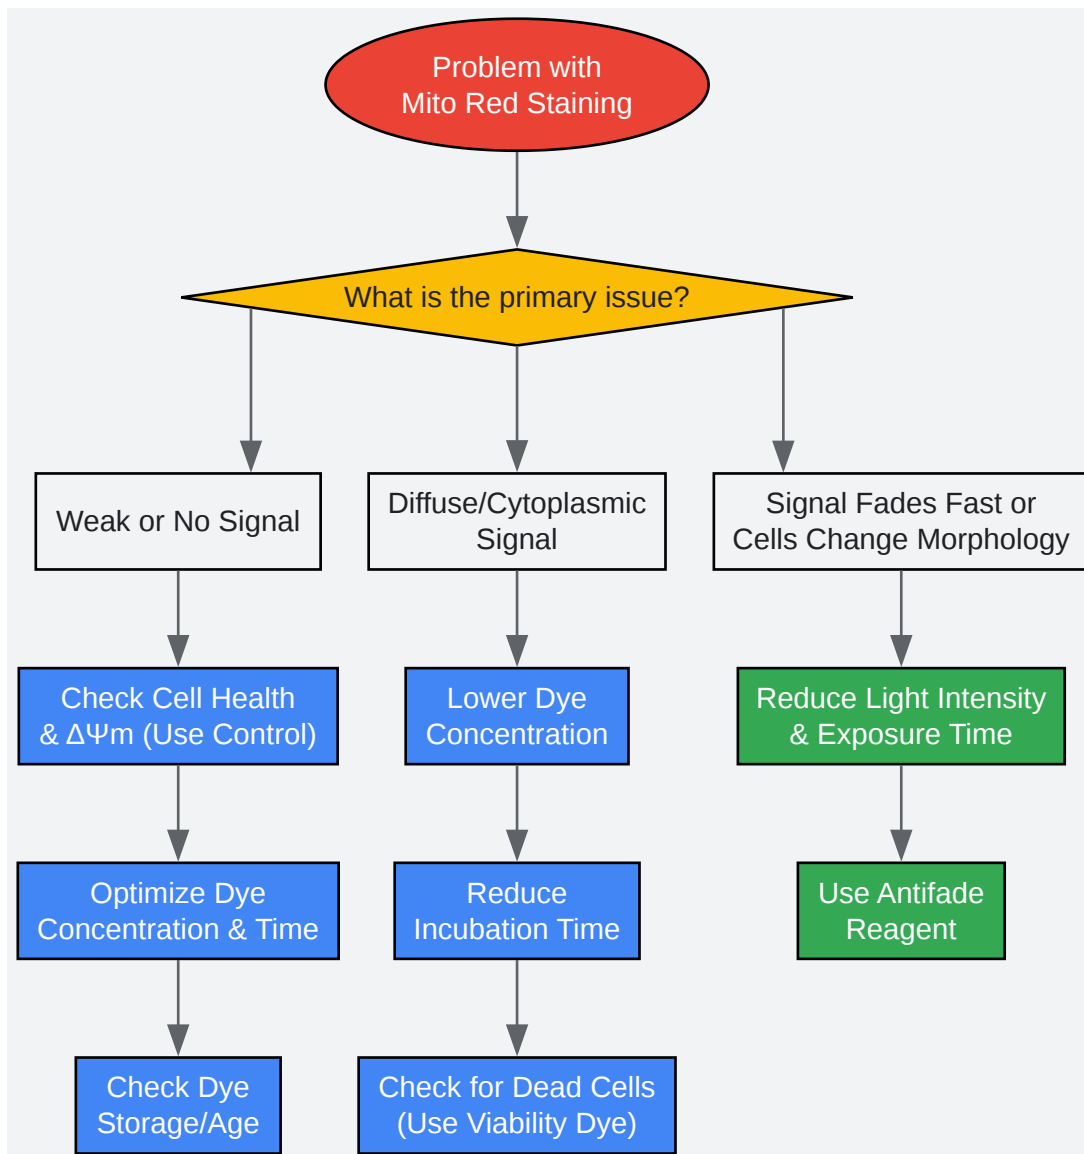 Problem with
Mito Red Staining
What is the primary issue?
Weak or No Signal
Diffuse/Cytoplasmic
Signal
Signal Fades Fast or
Cells Change Morphology
Check Cell Health
& ΔΨm (Use Control)
Lower Dye
Concentration
Reduce Light Intensity
& Exposure Time
Optimize Dye
Concentration & Time
Reduce
Incubation Time
Use Antifade
Reagent
Check Dye
Storage/Age
Check for Dead Cells
(Use Viability Dye)